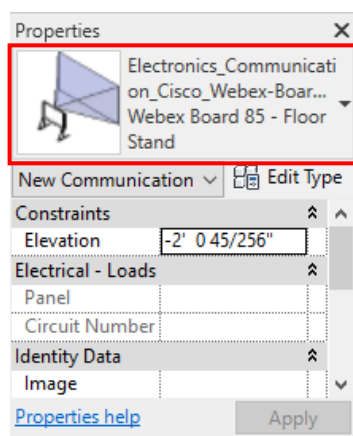 Properties
Electronics_Communicati
on_Cisco_Webex-Boar...
Webex Board 85 - Floor
Stand
New Communication Edit Type
Constraints
Elevation -2' 0 45/256"
Electrical - Loads
Panel
Circuit Number
Identity Data
Image
Properties help Apply